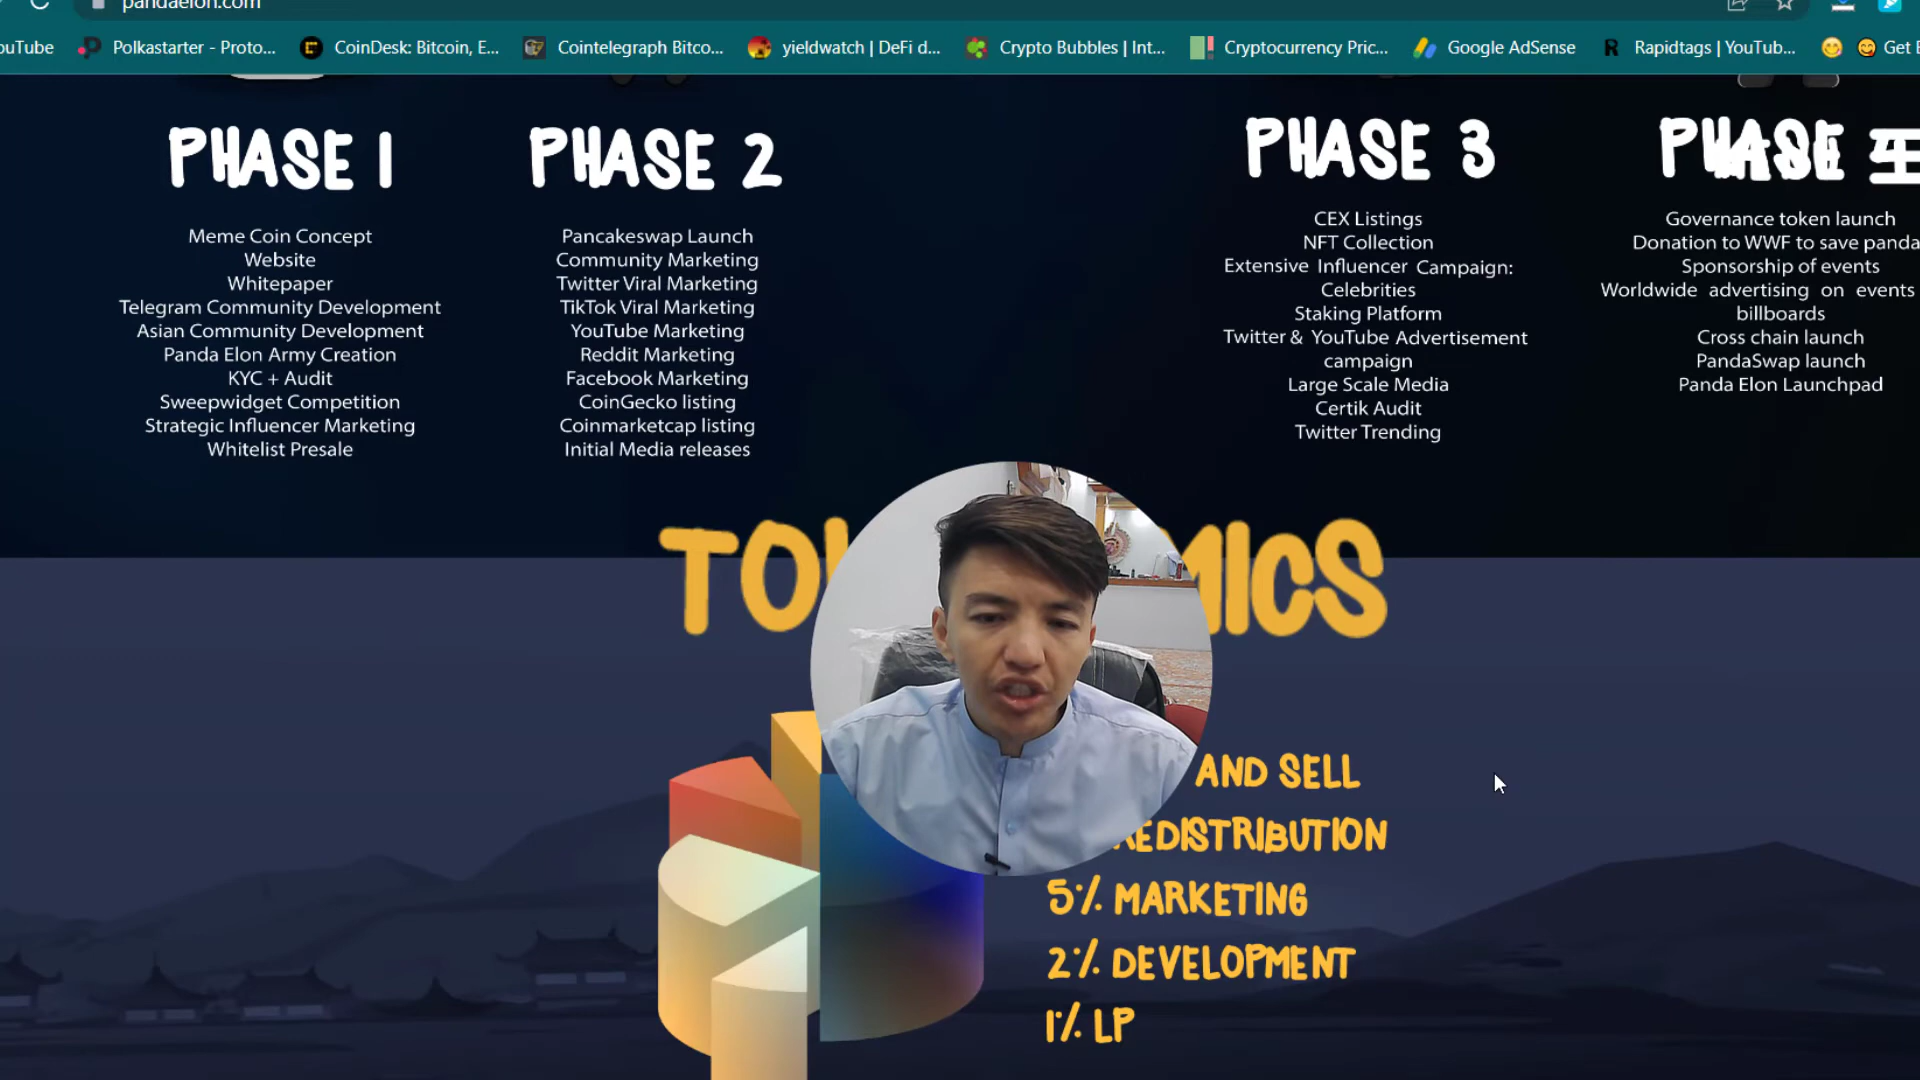 pandaelon.com
ouTube
Polkastarter - Proto...
CoinDesk: Bitcoin, E...
Cointelegraph Bitco...
yieldwatch | DeFi d...
Crypto Bubbles | Int...
Cryptocurrency Pric...
Google AdSense
Rapidtags | YouTub...
Get
PHASE 1
Meme Coin Concept
Website
Whitepaper
Telegram Community Development
Asian Community Development
Panda Elon Army Creation
KYC + Audit
Sweepwidget Competition
Strategic Influencer Marketing
Whitelist Presale
PHASE 2
Pancakeswap Launch
Community Marketing
Twitter Viral Marketing
TikTok Viral Marketing
YouTube Marketing
Reddit Marketing
Facebook Marketing
CoinGecko listing
Coinmarketcap listing
Initial Media releases
PHASE 3
CEX Listings
NFT Collection
Extensive Influencer Campaign:
Celebrities
Staking Platform
Twitter & YouTube Advertisement
campaign
Large Scale Media
Certik Audit
Twitter Trending
PHASE
Governance token launch
Donation to WWF to save panda
Sponsorship of events
Worldwide advertising on events
billboards
Cross chain launch
PandaSwap launch
Panda Elon Launchpad
TO MICS
AND SELL
REDISTRIBUTION
5% MARKETING
2% DEVELOPMENT
1% LP